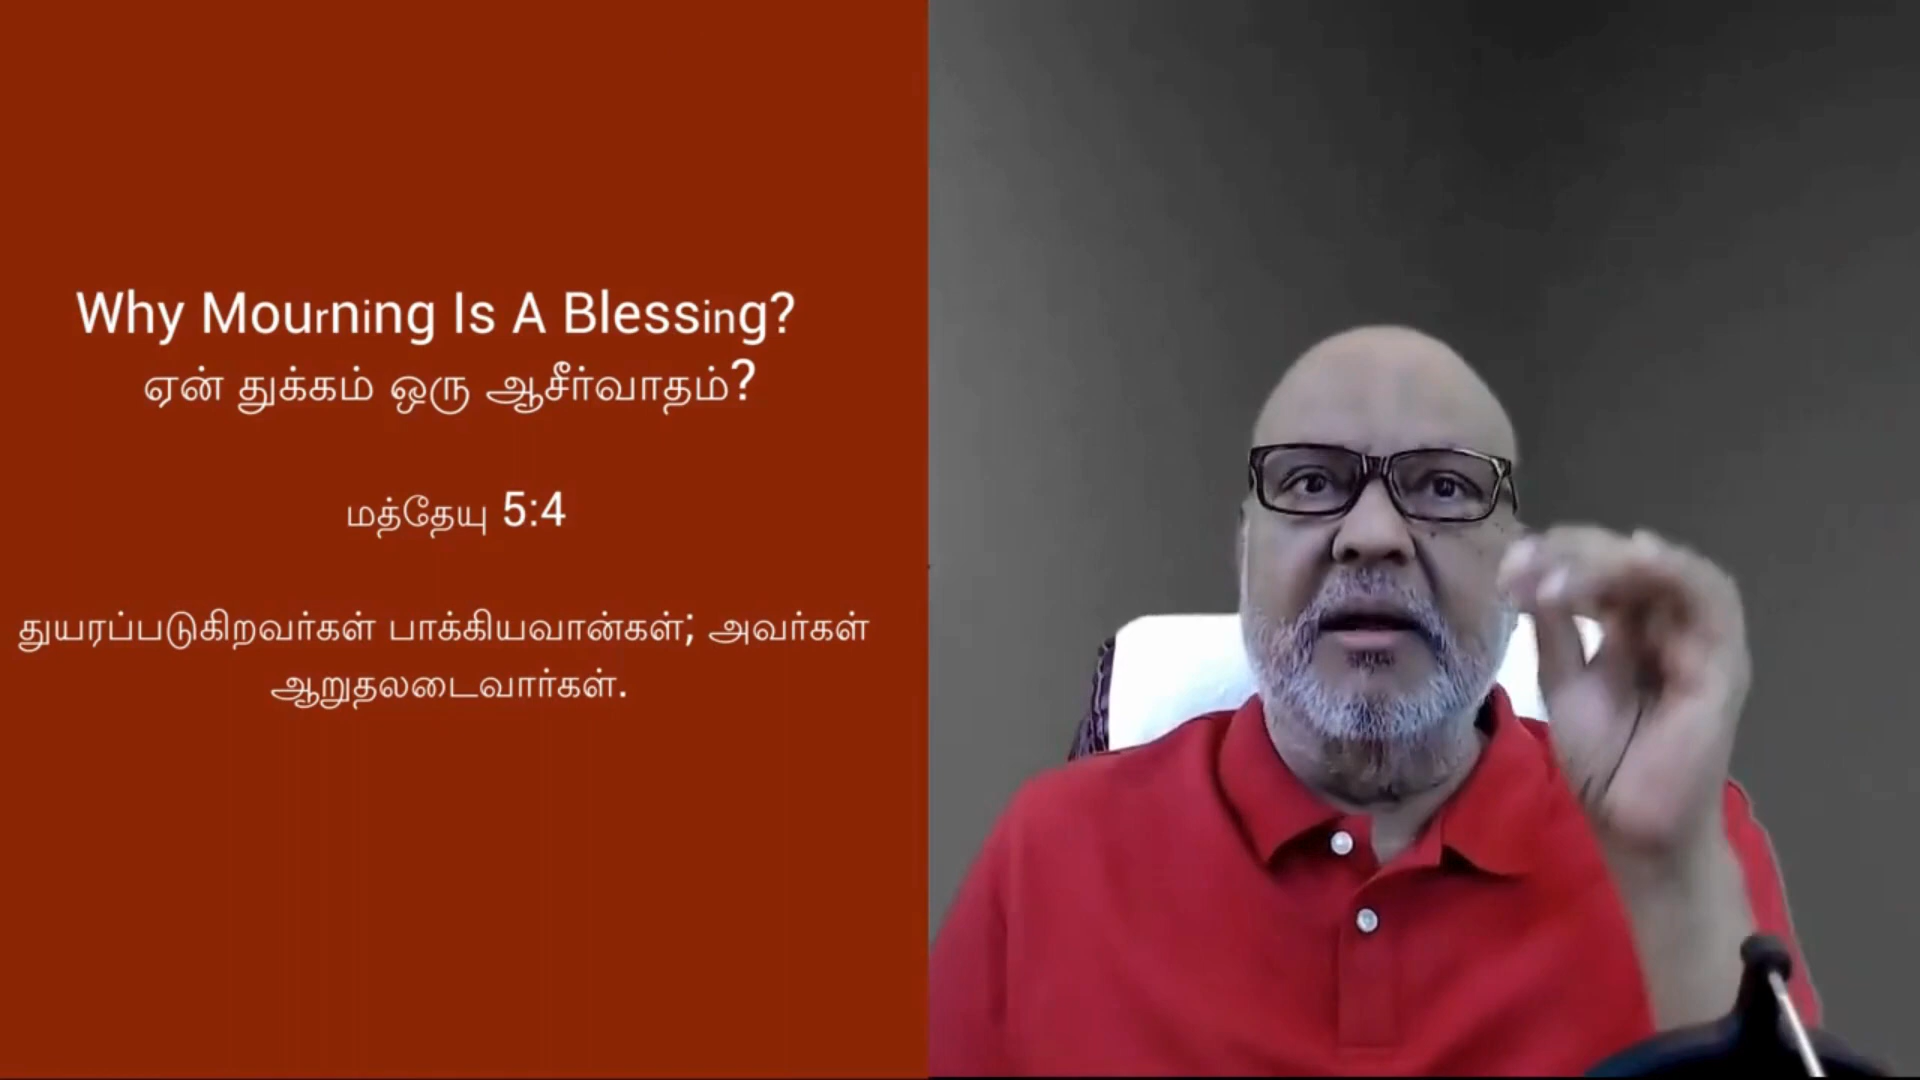 Why Mourning Is A Blessing?
ஏன் துக்கம் ஒரு ஆசீர்வாதம்?
மத்தேயு 5:4
துயரப்படுகிறவர்கள் பாக்கியவான்கள்; அவர்கள்
ஆறுதலடைவார்கள்.